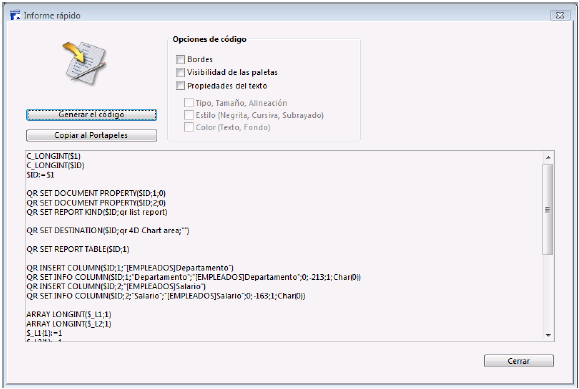 Informe rápido
Opciones de código
Bordes
Visibilidad de las paletas
Propiedades del texto
Tipo, Tamaño, Alineación
Estilo (Negrita, Cursiva, Subrayado)
Color (Texto, Fondo)
Generar el código
Copiar al Portapeles
C_LONGINT($1)
C_LONGINT($ID)
$ID:=$1
QR SET DOCUMENT PROPERTY($ID;1;0)
QR SET DOCUMENT PROPERTY($ID;2;0)
QR SET REPORT KIND($ID;qr list report)
QR SET DESTINATION($ID;qr 4D Chart area;"")
QR SET REPORT TABLE($ID;1)
QR INSERT COLUMN($ID;1;"[EMPLEADOS]Departamento")
QR SET INFO COLUMN($ID;1;"Departamento";"[EMPLEADOS]Departamento";0;-213;1;Char(0))
QR INSERT COLUMN($ID;2;"[EMPLEADOS]Salario")
QR SET INFO COLUMN($ID;2;"Salario";"[EMPLEADOS]Salario";0;-163;1;Char(0))
ARRAY LONGINT($_L1;1)
ARRAY LONGINT($_L2;1)
$_L1{1}:=1
Cerrar